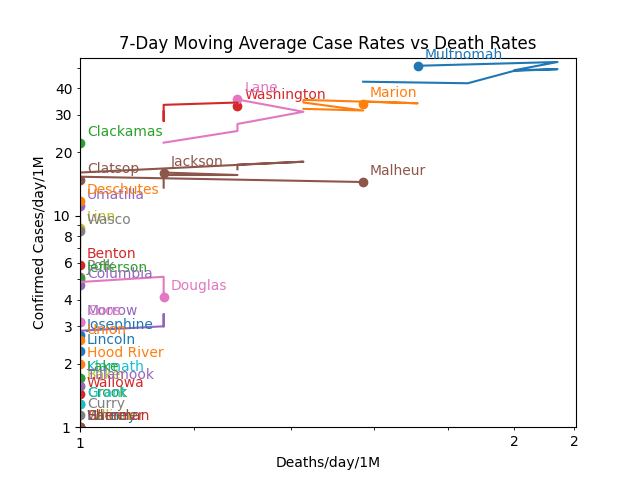 7-Day Moving Average Case Rates vs Death Rates
Multnomah
Lane
Washington
Marion
Clackamas
Clatsop
Jackson
Malheur
Deschutes
Umatilla
Linn
Wasco
Benton
Polk
Jefferson
Columbia
Douglas
Coos
Morrow
Josephine
Union
Lincoln
Hood River
Klamath
Lake
Tillamook
Wallowa
Crook
Grant
Curry
Sherman
40
30
20
10
8
6
4
3
2
1
1
2
2
Confirmed Cases/day/1M
Deaths/day/1M